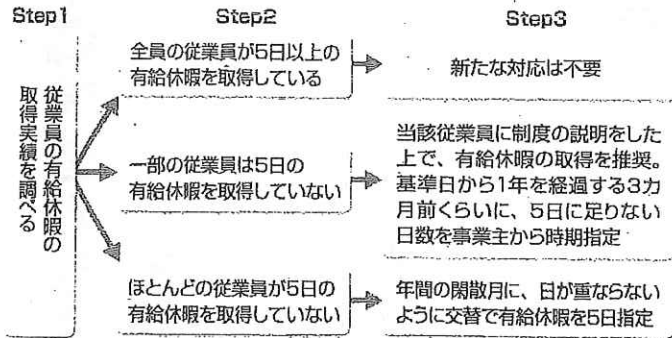 Step1
Step2
Step3
従業員の有給休暇の
取得実績を調べる
全員の従業員が5日以上の
有給休暇を取得している
新たな対応は不要
一部の従業員は5日の
有給休暇を取得していない
当該従業員に制度の説明をした
上で、有給休暇の取得を推奨。
基準日から1年を経過する3カ
月前くらいに、5日に足りない
日数を事業主から時期指定
ほとんどの従業員が5日の
有給休暇を取得していない
年間の閑散月に、日が重ならない
ように交替で有給休暇を5日指定